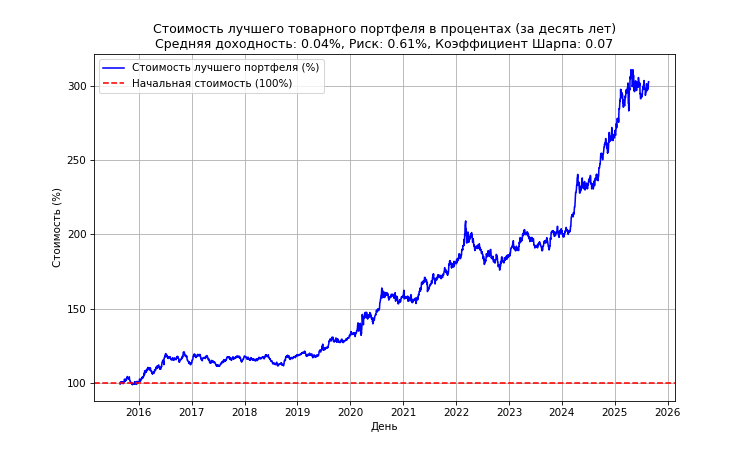 Стоимость лучшего товарного портфеля в процентах (за десять лет)
Средняя доходность: 0.04%, Риск: 0.61%, Коэффициент Шарпа: 0.07
Стоимость лучшего портфеля (%)
Начальная стоимость (100%)
Стоимость (%)
300
250
200
150
100
2016 2017 2018 2019 2020 2021 2022 2023 2024 2025 2026
День